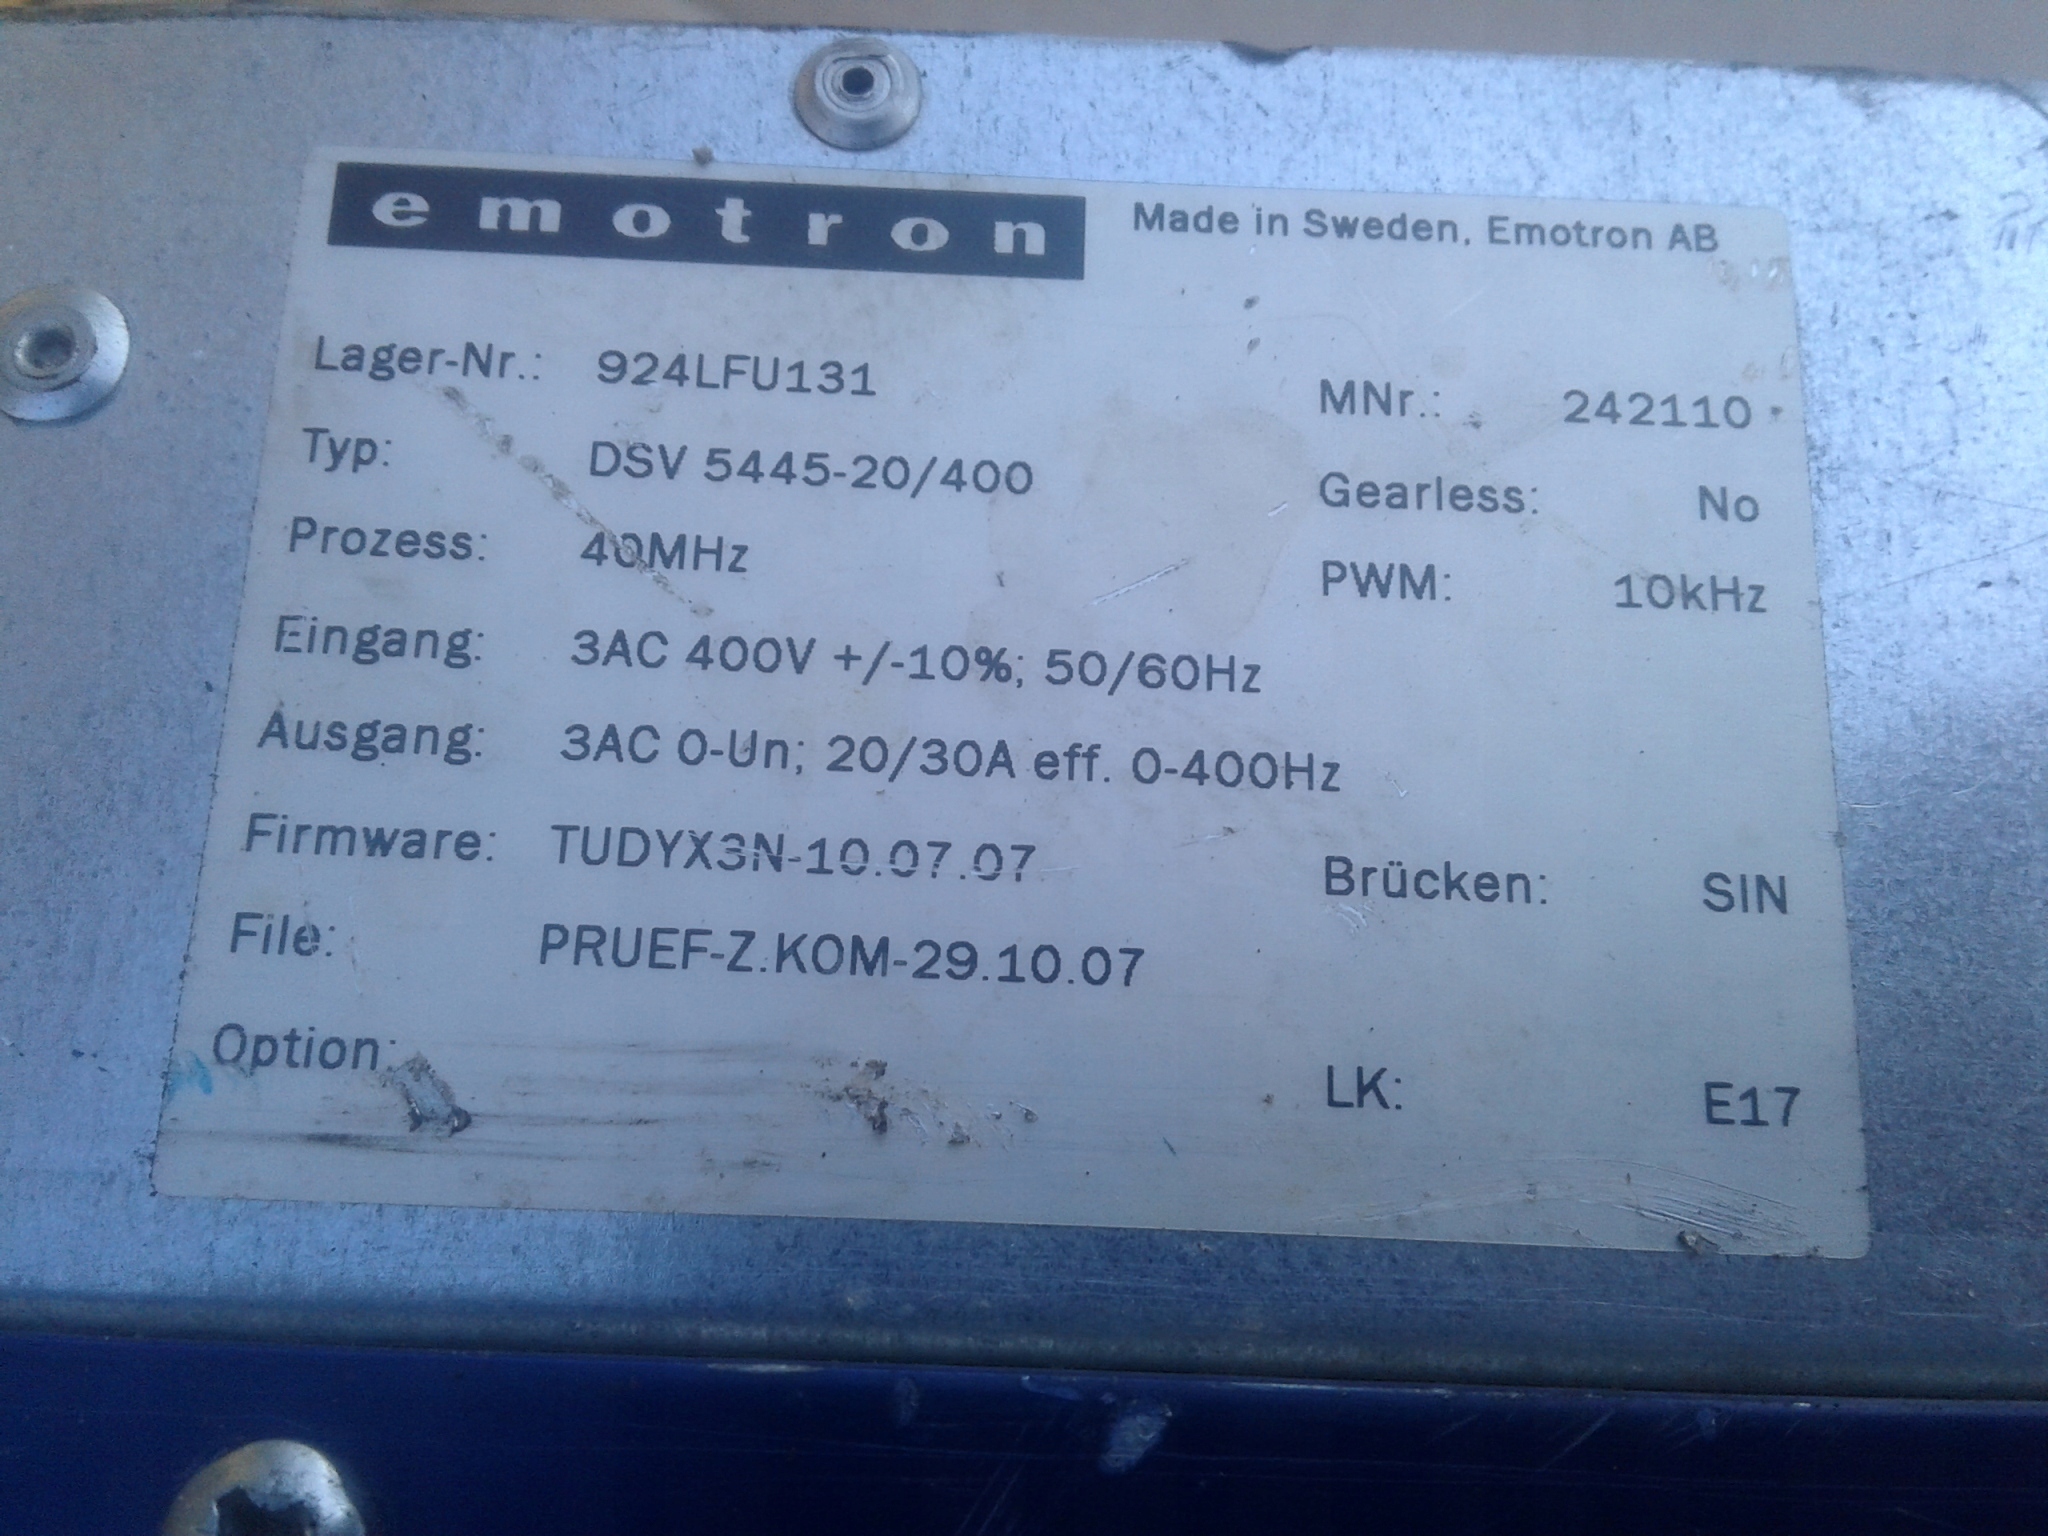 emotron Made in Sweden, Emotron AB
Lager-Nr.: 924LFU131 MNr.: 242110
Typ: DSV 5445-20/400 Gearless: No
Prozess: 40MHz PWM: 10kHz
Eingang: 3AC 400V +/-10%; 50/60Hz
Ausgang: 3AC 0-Un; 20/30A eff. 0-400Hz
Firmware: TUDYX3N-10.07.07 Brücken: SIN
File: PRUEF-Z.KOM-29.10.07
Option: LK: E17